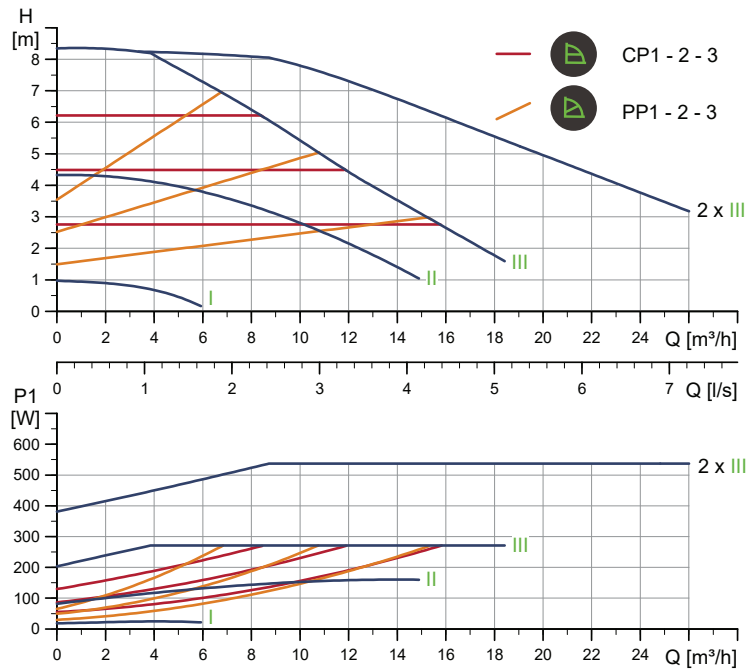 H
[m]
CP1 - 2 - 3
PP1 - 2 - 3
8
7
6
5
4
3
2
1
0
2 x III
III
II
I
0 2 4 6 8 10 12 14 16 18 20 22 24 Q [m³/h]
0 1 2 3 4 5 6 7 Q [l/s]
P1
[W]
600
500
400
300
200
100
0
2 x III
III
II
I
0 2 4 6 8 10 12 14 16 18 20 22 24 Q [m³/h]